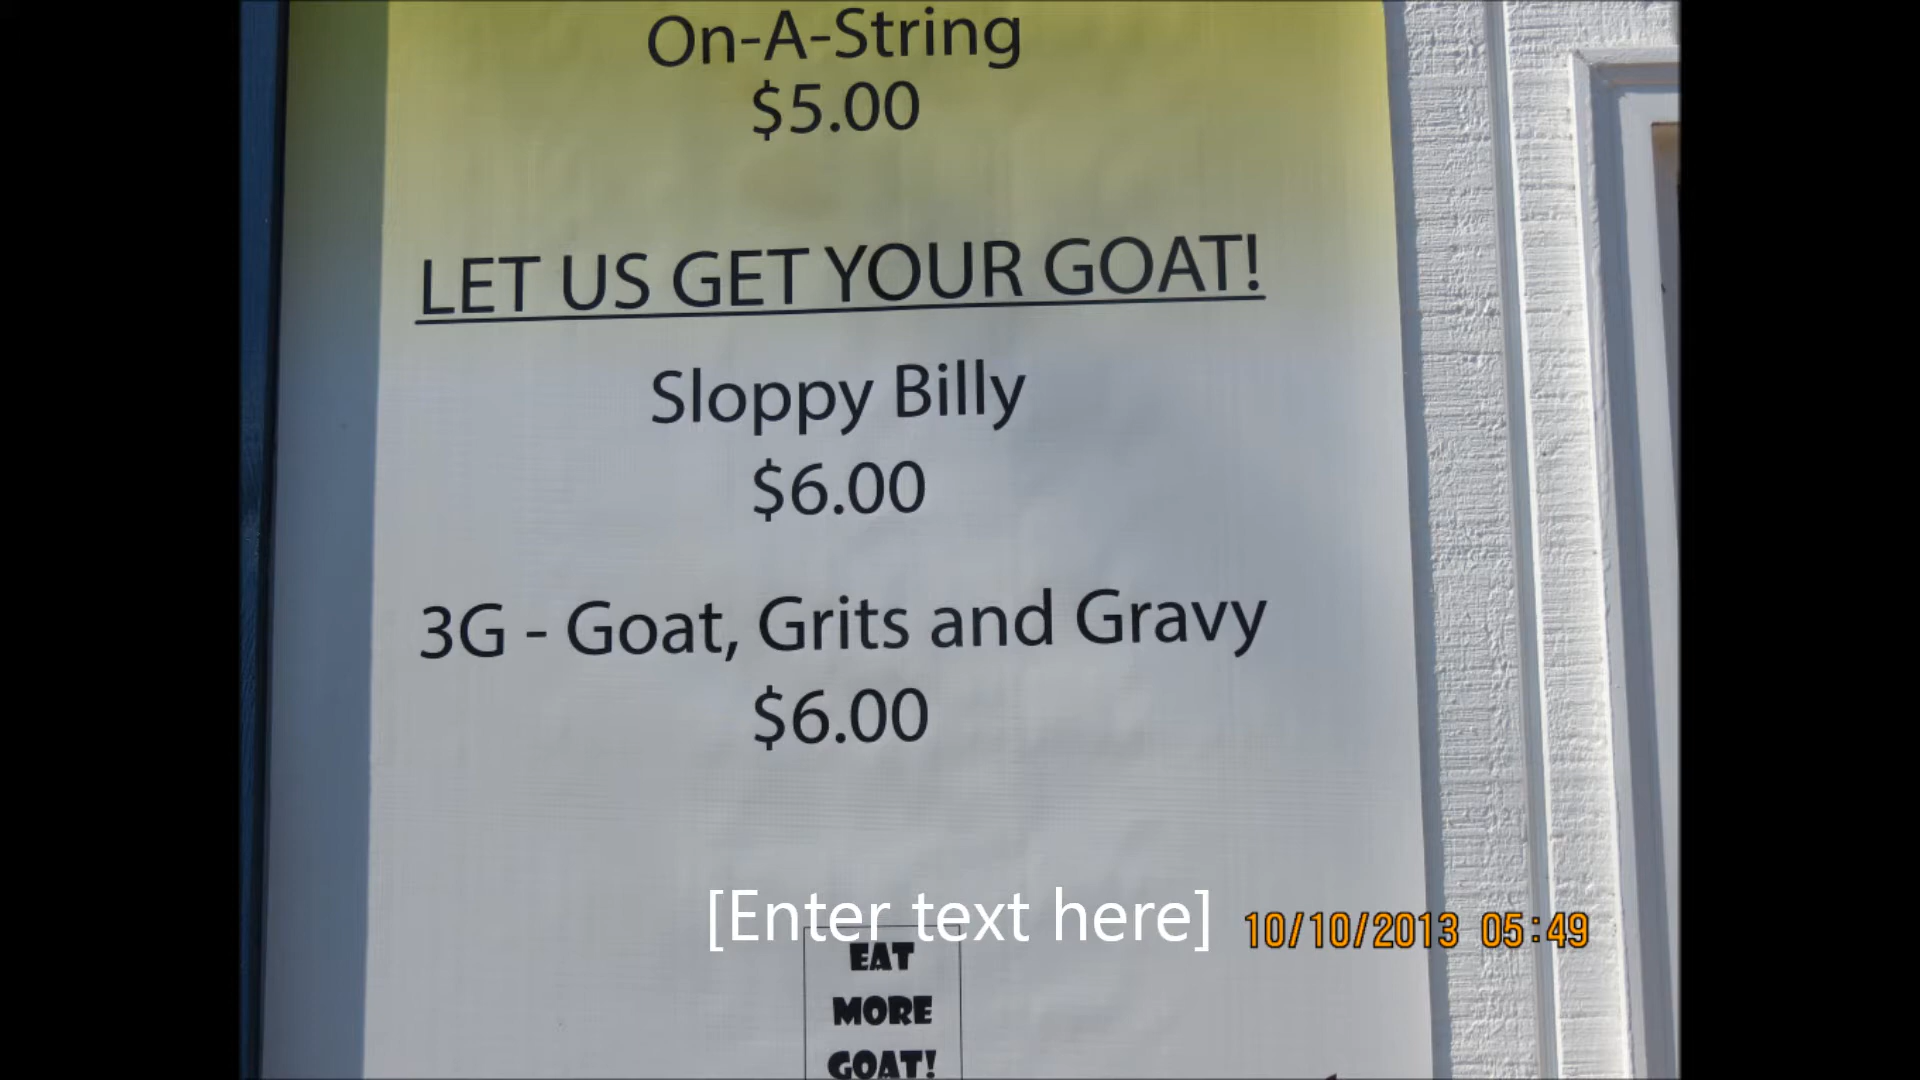 On-A-String
$5.00
LET US GET YOUR GOAT!
Sloppy Billy
$6.00
3G - Goat, Grits and Gravy
$6.00
[Enter text here]
10/10/2013 05:49
EAT
MORE
GOAT!